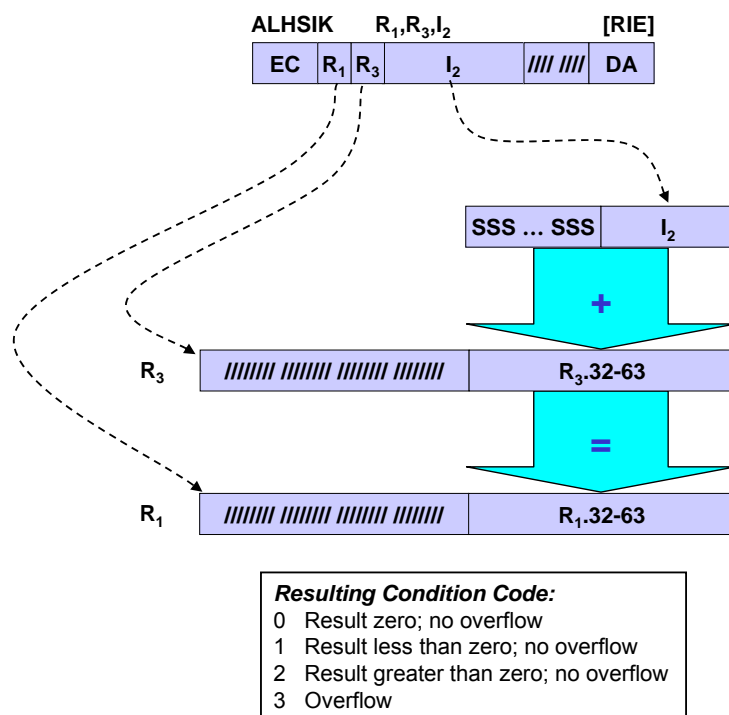 ALHSIK R₁,R₃,I₂ [RIE]
EC R₁ R₃ I₂ //// //// DA
SSS … SSS I₂
+
R₃ //////// //////// //////// //////// R₃.32-63
=
R₁ //////// //////// //////// //////// R₁.32-63
Resulting Condition Code:
0 Result zero; no overflow
1 Result less than zero; no overflow
2 Result greater than zero; no overflow
3 Overflow